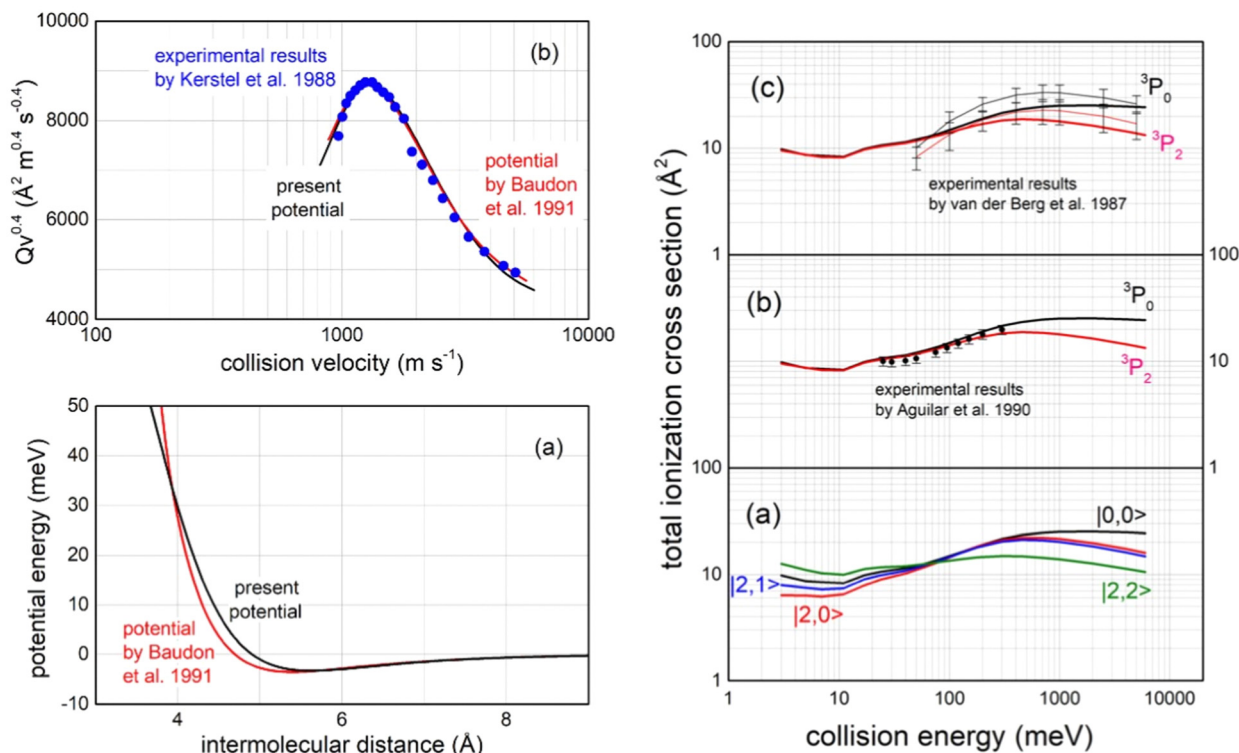 10000
8000
6000
4000
100
1000
10000
Qv^0.4 (Å² m^0.4 s^-0.4)
collision velocity (m s⁻¹)
experimental results
by Kerstel et al. 1988
(b)
present
potential
potential
by Baudon
et al. 1991
50
40
30
20
10
0
-10
4
6
8
potential energy (meV)
intermolecular distance (Å)
(a)
present
potential
potential
by Baudon
et al. 1991
total ionization cross section (Å²)
100
10
1
(c)
³P₀
³P₂
experimental results
by van der Berg et al. 1987
100
10
1
(b)
³P₀
³P₂
experimental results
by Aguilar et al. 1990
100
10
1
(a)
|0,0>
|2,1>
|2,0>
|2,2>
1
10
100
1000
10000
collision energy (meV)